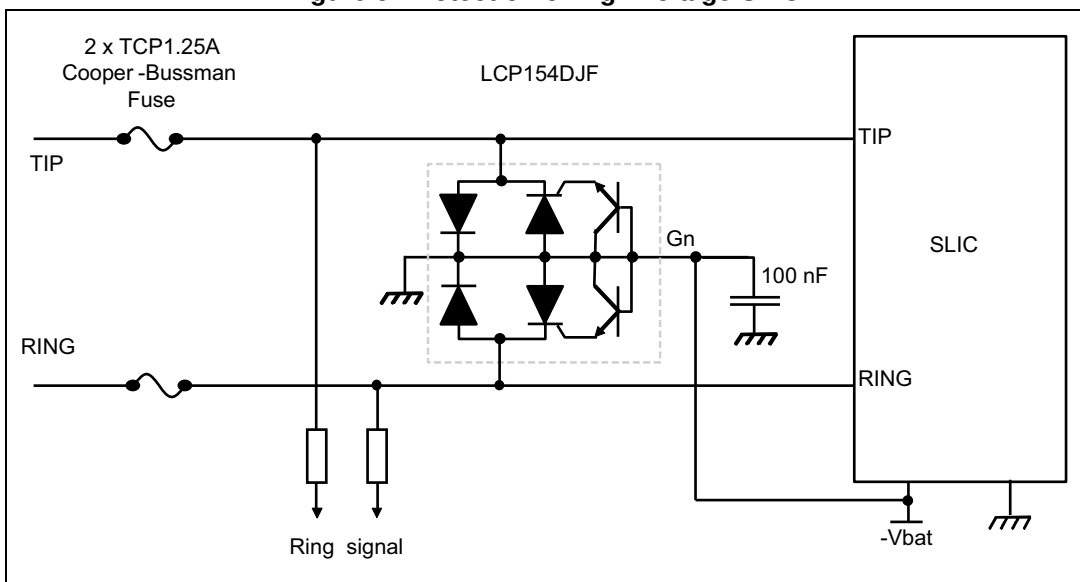 2 x TCP1.25A
Cooper -Bussman
Fuse
LCP154DJF
TIP
TIP
Gn
SLIC
100 nF
RING
RING
-Vbat
Ring signal